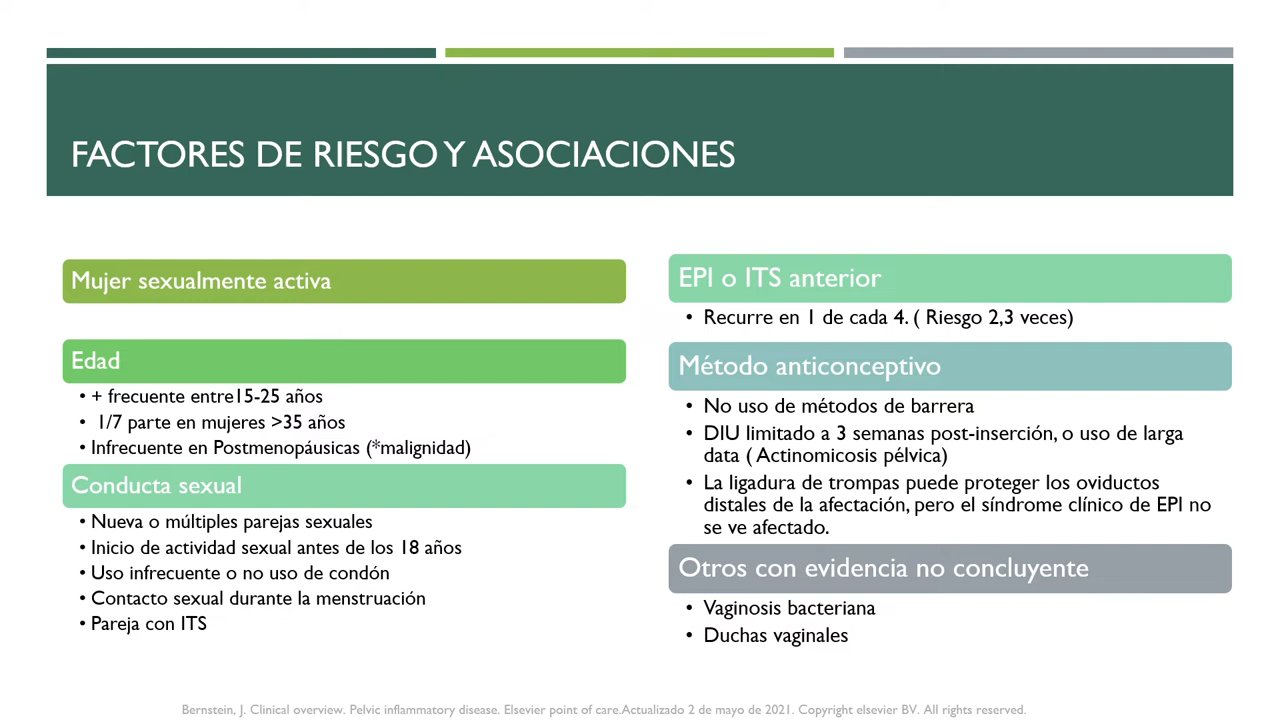 FACTORES DE RIESGO Y ASOCIACIONES
Mujer sexualmente activa
Edad
• + frecuente entre15-25 años
• 1/7 parte en mujeres >35 años
• Infrecuente en Postmenopáusicas (*malignidad)
Conducta sexual
• Nueva o múltiples parejas sexuales
• Inicio de actividad sexual antes de los 18 años
• Uso infrecuente o no uso de condón
• Contacto sexual durante la menstruación
• Pareja con ITS
EPI o ITS anterior
• Recurre en 1 de cada 4. ( Riesgo 2,3 veces)
Método anticonceptivo
• No uso de métodos de barrera
• DIU limitado a 3 semanas post-inserción, o uso de larga
data ( Actinomicosis pélvica)
• La ligadura de trompas puede proteger los oviductos
distales de la afectación, pero el síndrome clínico de EPI no
se ve afectado.
Otros con evidencia no concluyente
• Vaginosis bacteriana
• Duchas vaginales
Bernstein, J. Clinical overview. Pelvic inflammatory disease. Elsevier point of care.Actualizado 2 de mayo de 2021. Copyright elsevier BV. All rights reserved.